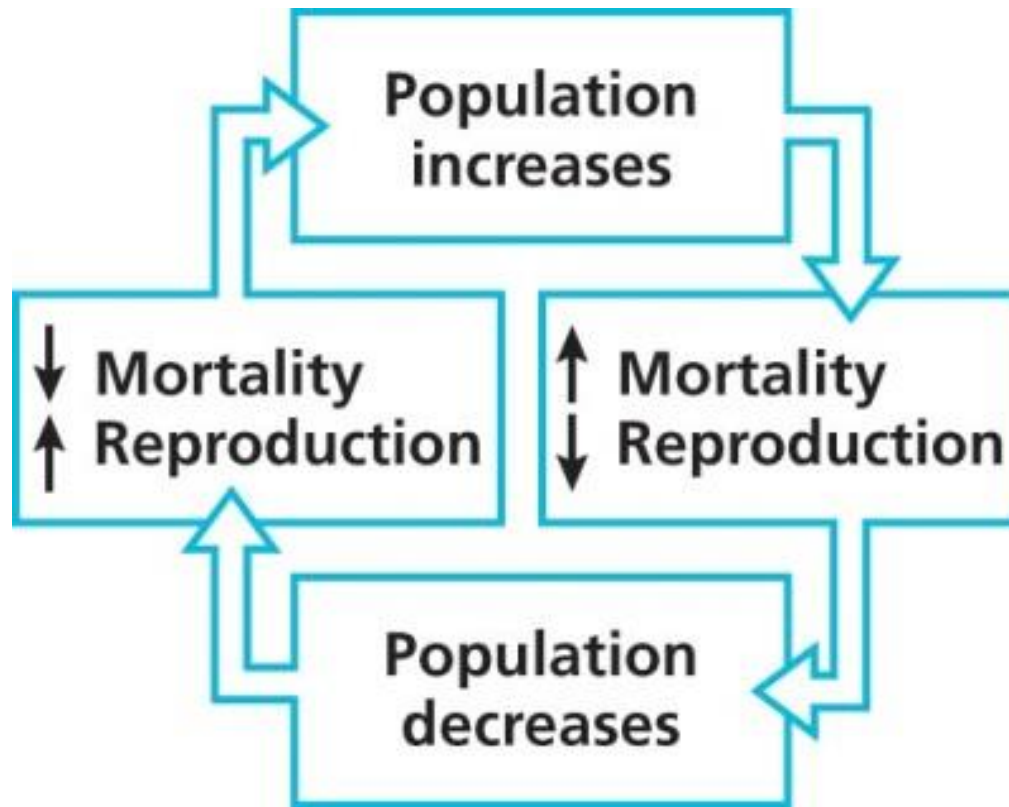 Population
increases
↓ Mortality
↑ Reproduction
↑ Mortality
↓ Reproduction
Population
decreases